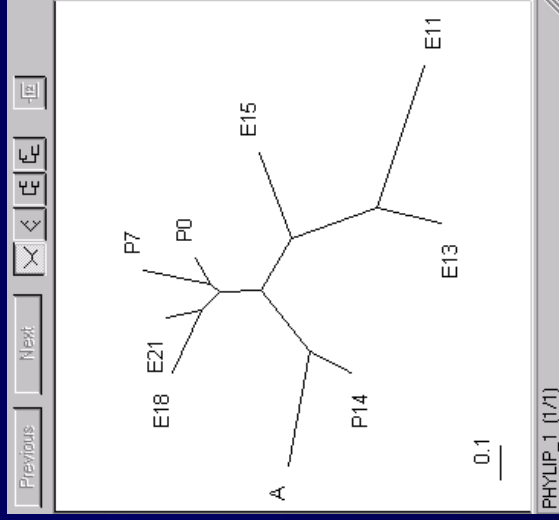 Previous
Next
E11
E15
P7
P0
E13
E21
E18
P14
A
0.1
PHYLIP_1 (1/1)